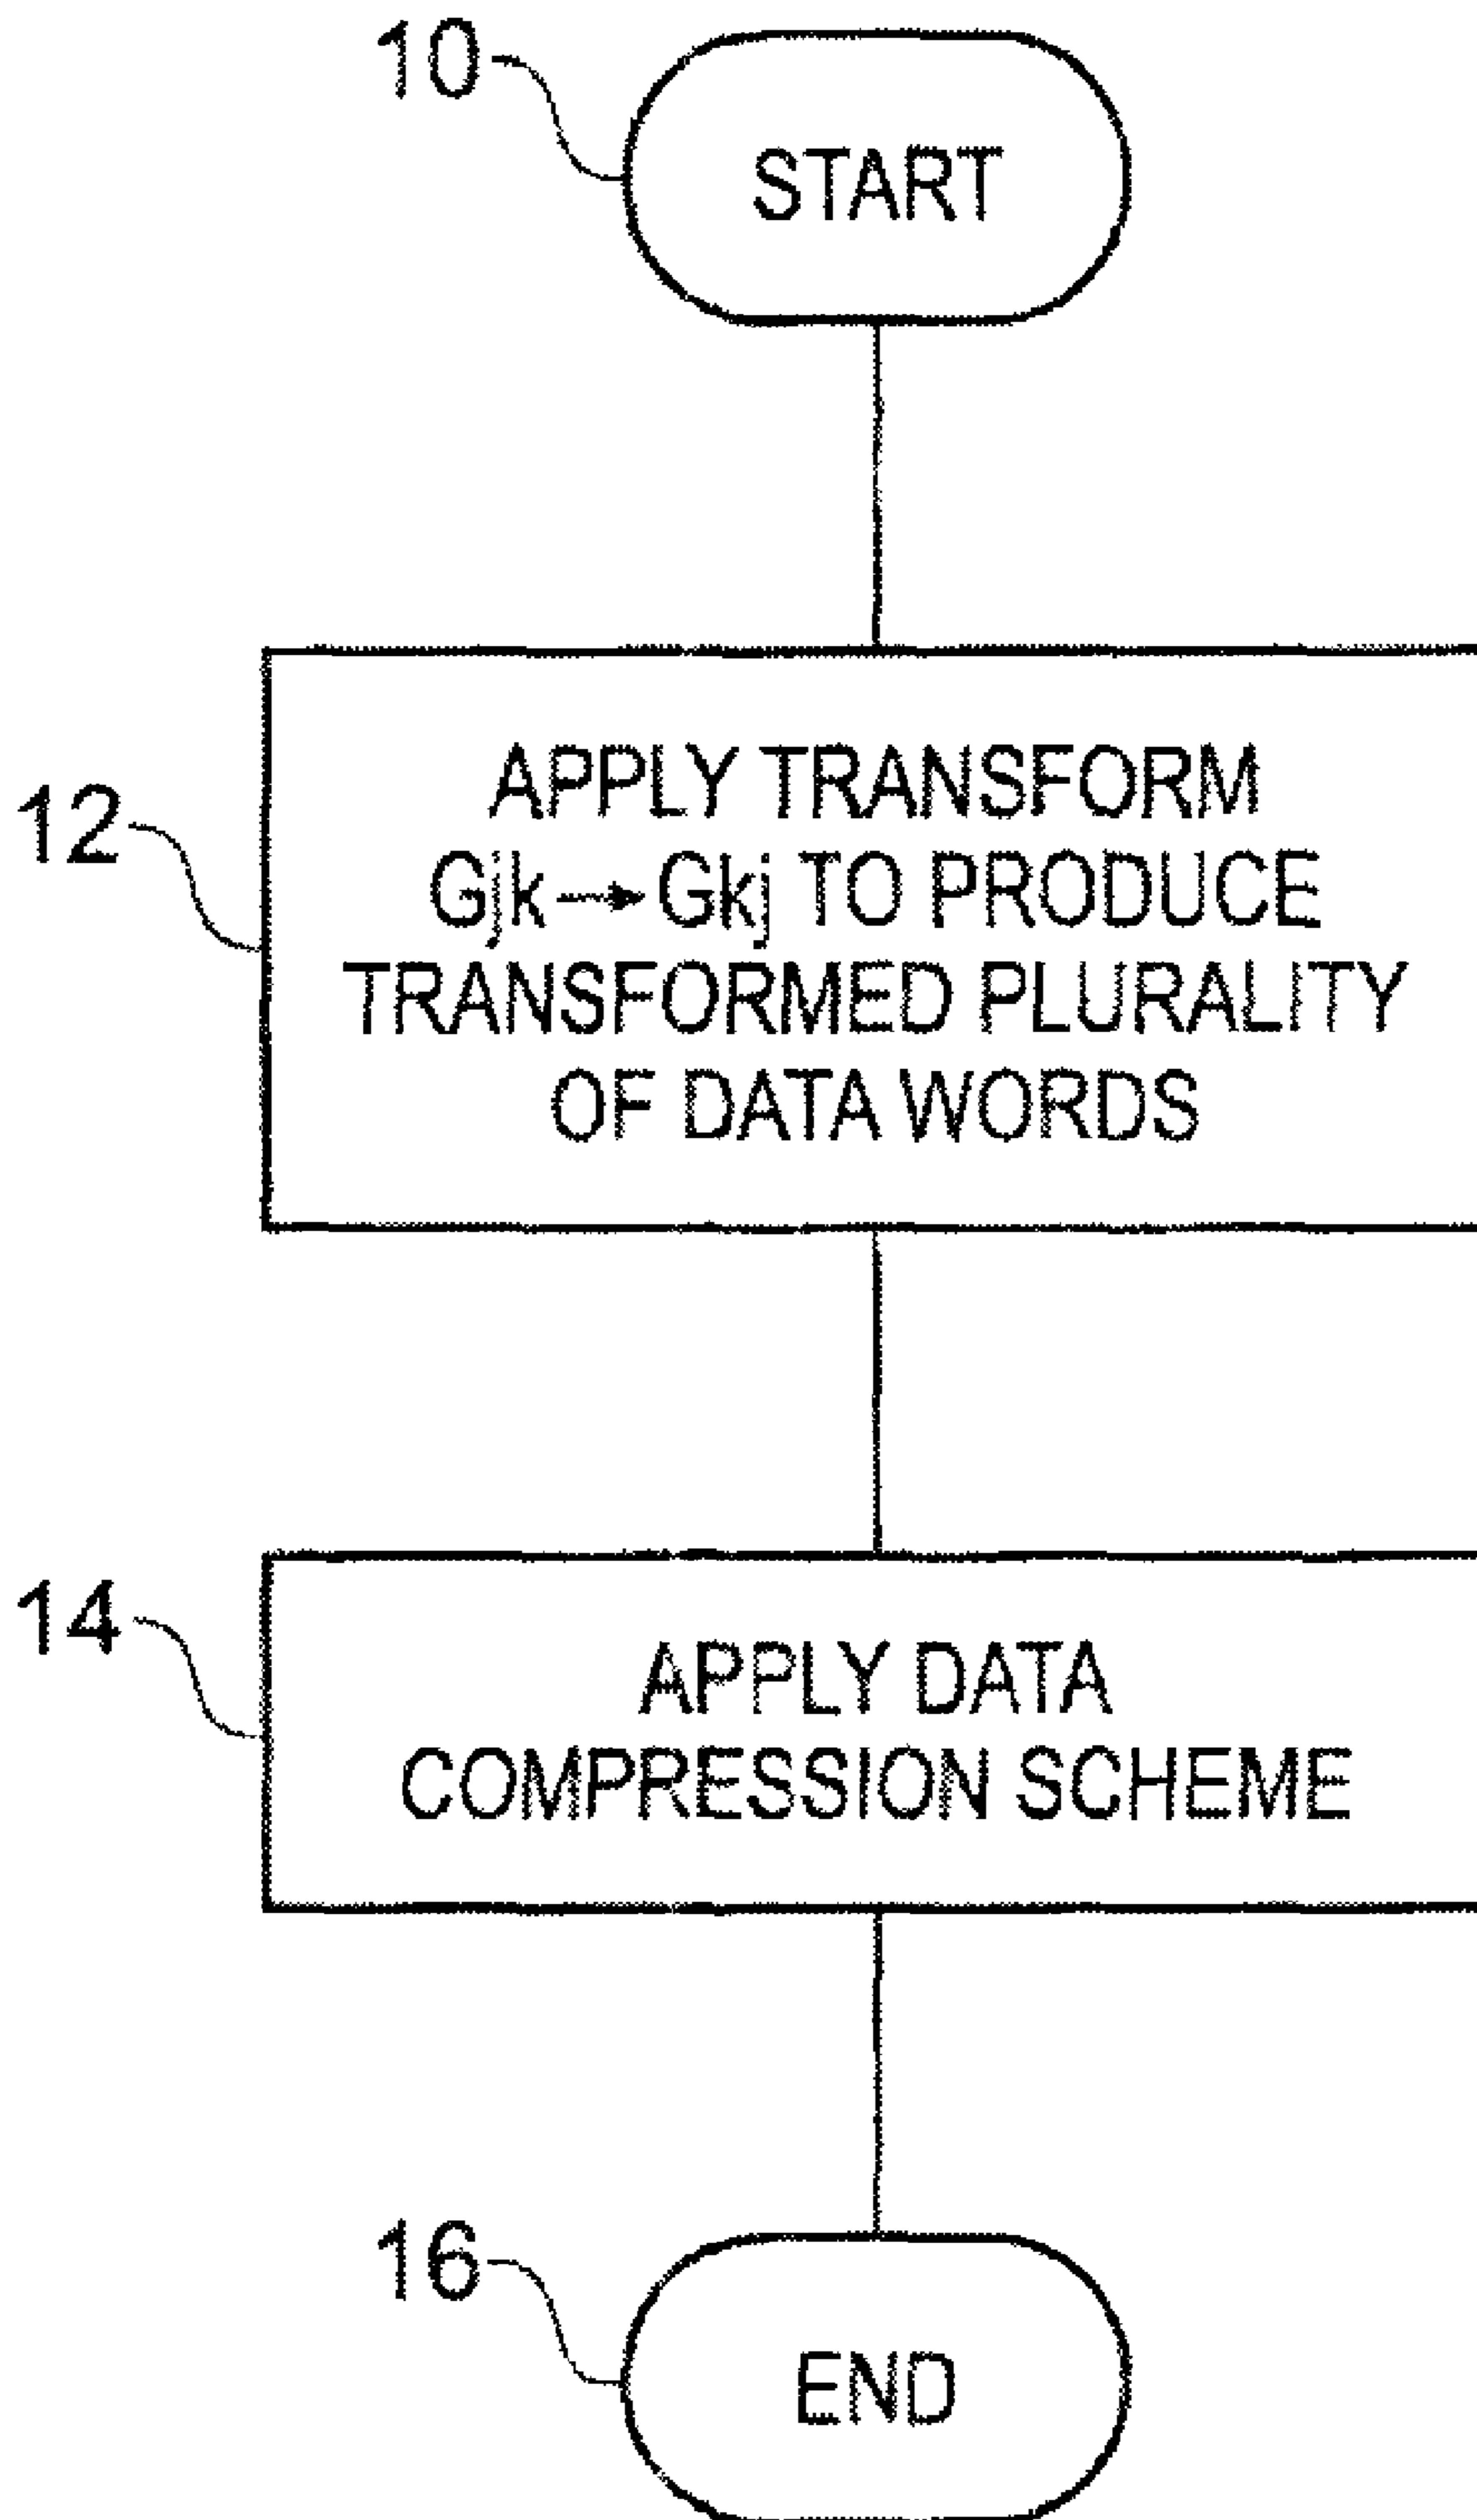 10
START
12
APPLY TRANSFORM
Gjk → Gkj TO PRODUCE
TRANSFORMED PLURALITY
OF DATA WORDS
14
APPLY DATA
COMPRESSION SCHEME
16
END